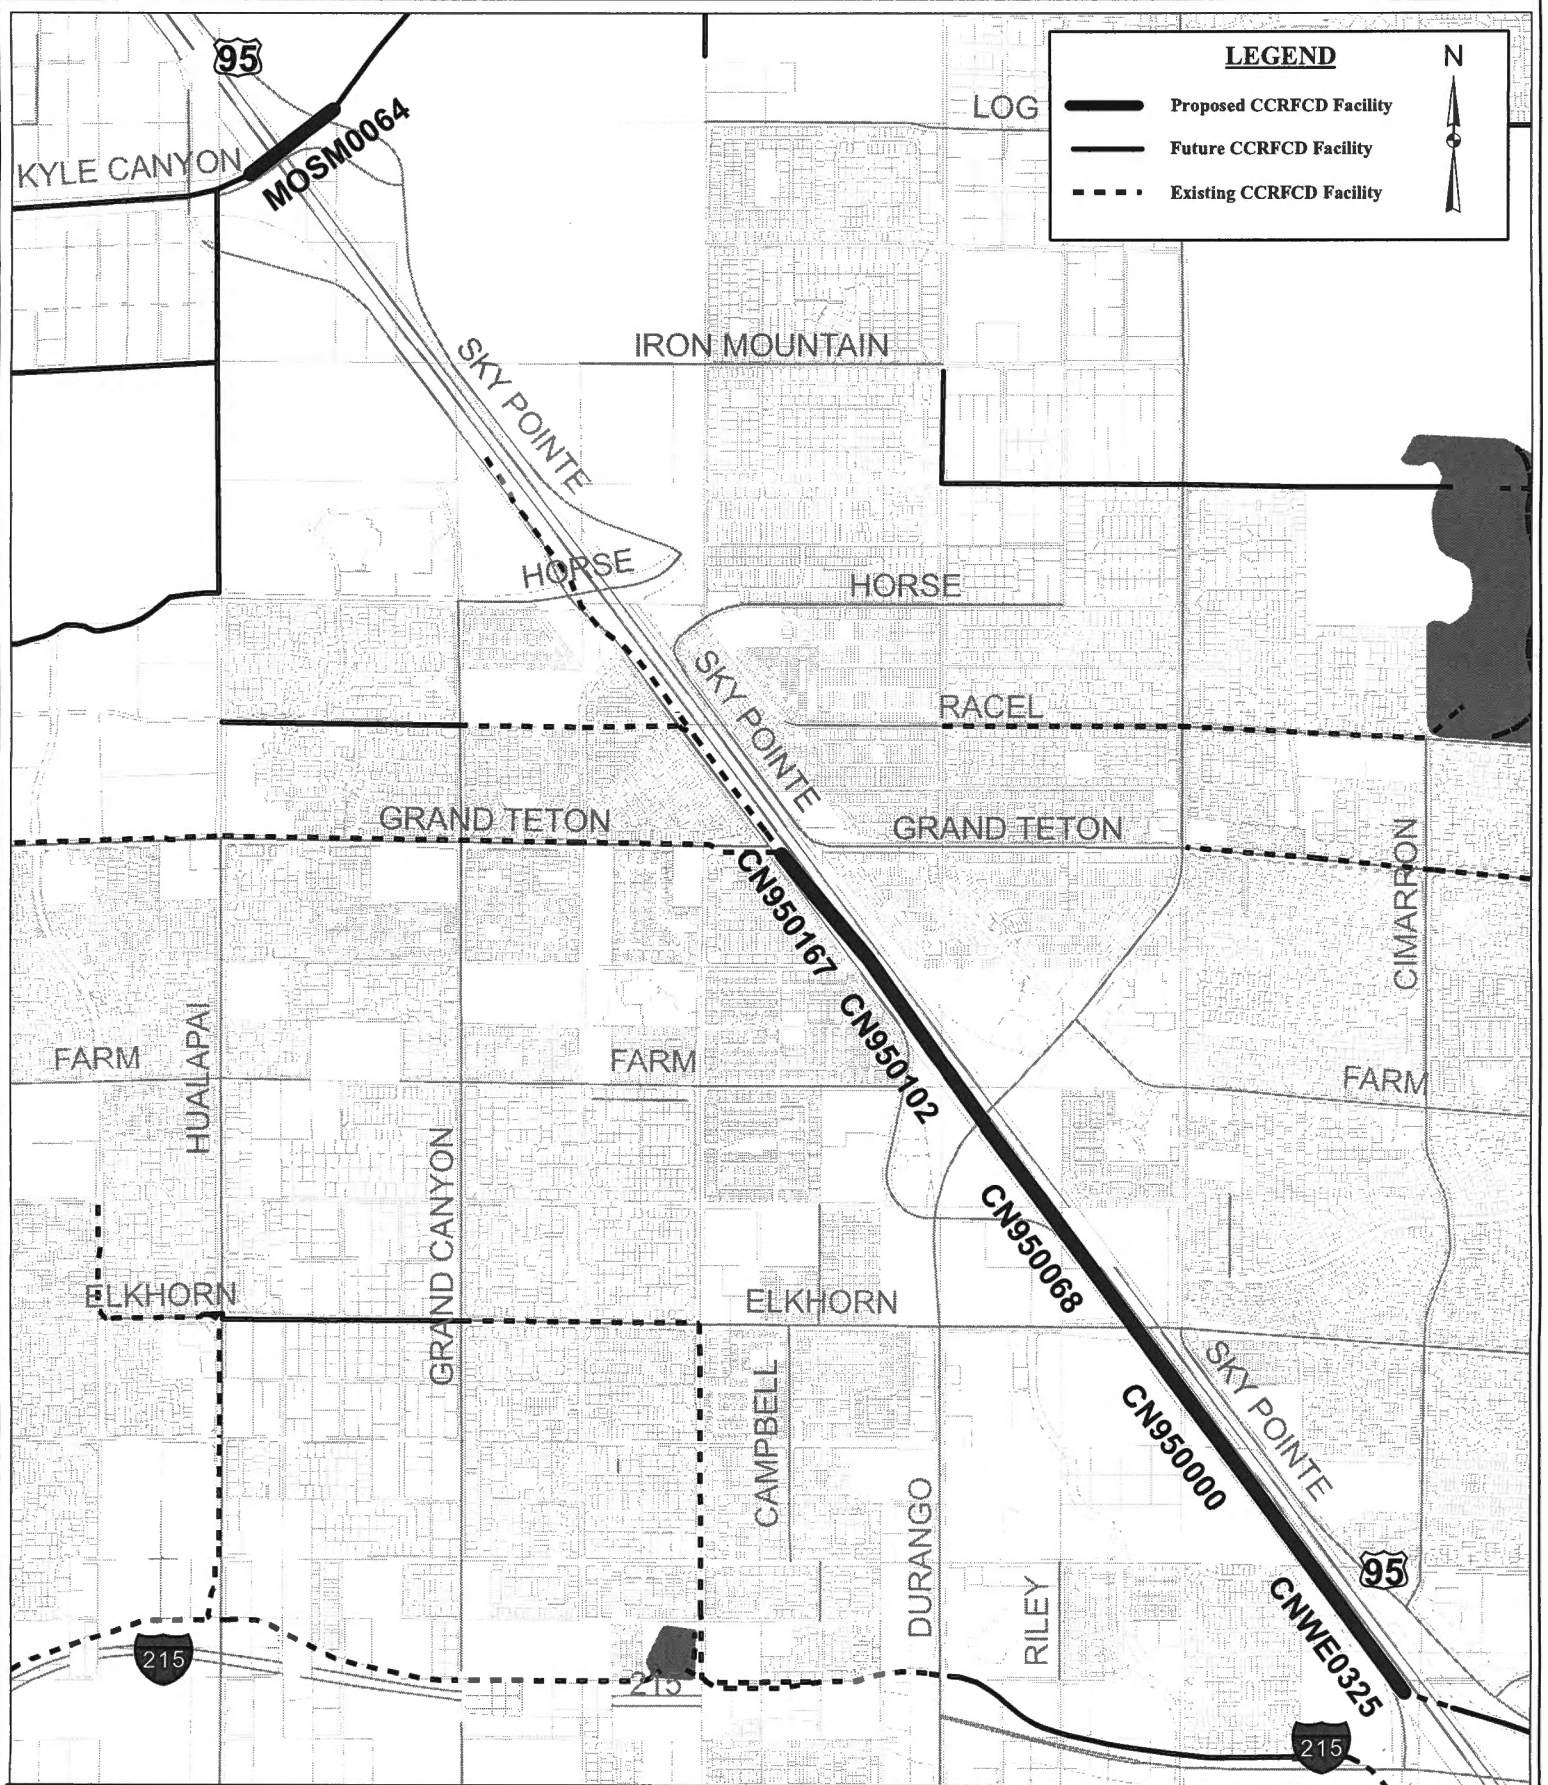 95
LEGEND
N
Proposed CCRFCD Facility
Future CCRFCD Facility
Existing CCRFCD Facility
LOG
MOSM0064
KYLE CANYON
SKY POINTE
IRON MOUNTAIN
HORSE
HORSE
SKY POINTE
RACEL
GRAND TETON
GRAND TETON
CIMARRON
CN950167
CN950102
HUALAPAI
FARM
FARM
FARM
GRAND CANYON
CN950068
ELKHORN
ELKHORN
SKY POINTE
CAMPBELL
CN950000
DURANGO
RILEY
95
CNWE0325
215
215
215